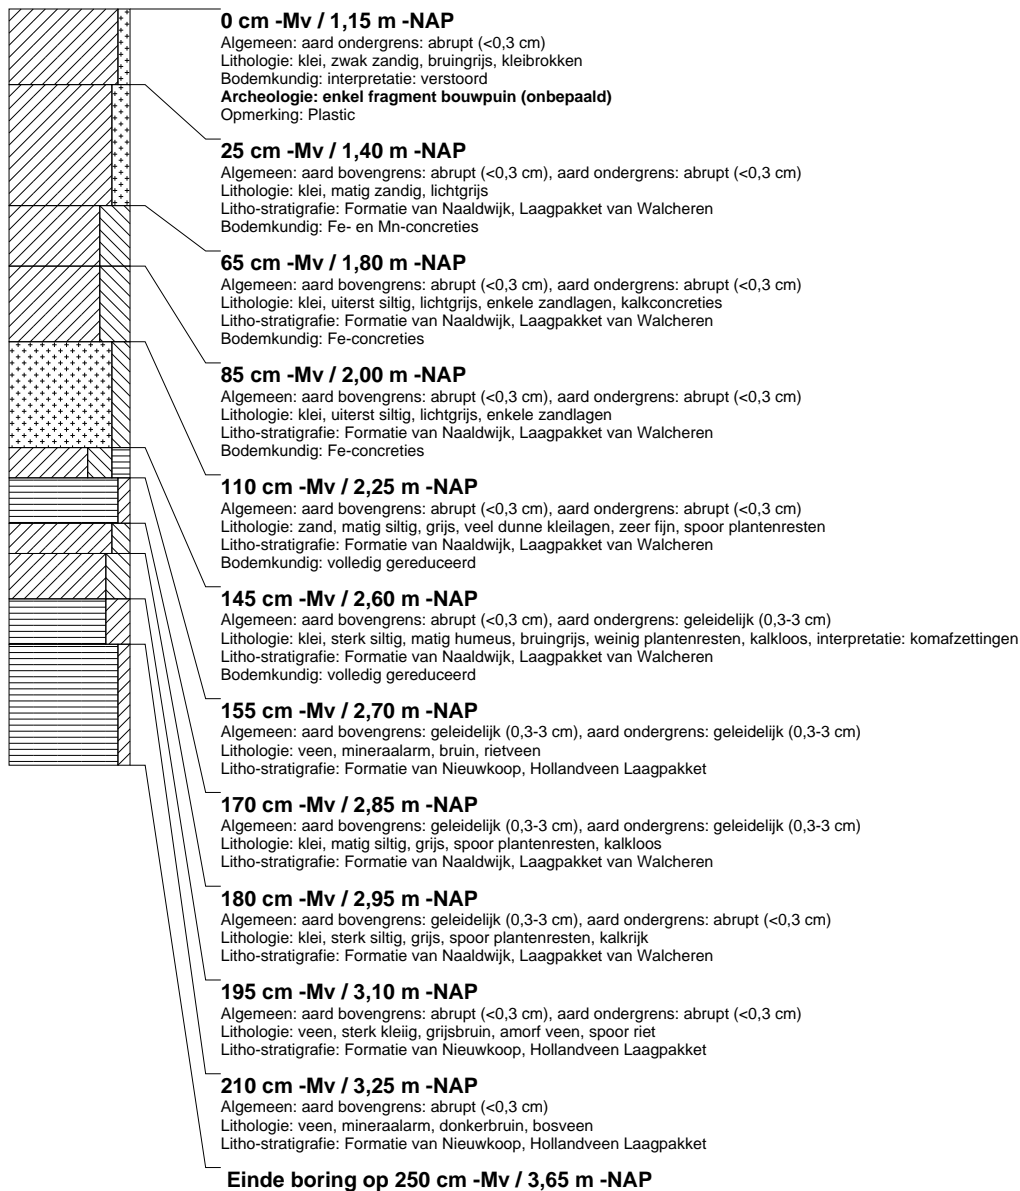 0 cm -Mv / 1,15 m -NAP
Algemeen: aard ondergrens: abrupt (<0,3 cm)
Lithologie: klei, zwak zandig, bruingrijs, kleibrokken
Bodemkundig: interpretatie: verstoord
Archeologie: enkel fragment bouwpuin (onbepaald)
Opmerking: Plastic
25 cm -Mv / 1,40 m -NAP
Algemeen: aard bovengrens: abrupt (<0,3 cm), aard ondergrens: abrupt (<0,3 cm)
Lithologie: klei, matig zandig, lichtgrijs
Litho-stratigrafie: Formatie van Naaldwijk, Laagpakket van Walcheren
Bodemkundig: Fe- en Mn-concreties
65 cm -Mv / 1,80 m -NAP
Algemeen: aard bovengrens: abrupt (<0,3 cm), aard ondergrens: abrupt (<0,3 cm)
Lithologie: klei, uiterst siltig, lichtgrijs, enkele zandlagen, kalkconcreties
Litho-stratigrafie: Formatie van Naaldwijk, Laagpakket van Walcheren
Bodemkundig: Fe-concreties
85 cm -Mv / 2,00 m -NAP
Algemeen: aard bovengrens: abrupt (<0,3 cm), aard ondergrens: abrupt (<0,3 cm)
Lithologie: klei, uiterst siltig, lichtgrijs, enkele zandlagen
Litho-stratigrafie: Formatie van Naaldwijk, Laagpakket van Walcheren
Bodemkundig: Fe-concreties
110 cm -Mv / 2,25 m -NAP
Algemeen: aard bovengrens: abrupt (<0,3 cm), aard ondergrens: abrupt (<0,3 cm)
Lithologie: zand, matig siltig, grijs, veel dunne kleilagen, zeer fijn, spoor plantenresten
Litho-stratigrafie: Formatie van Naaldwijk, Laagpakket van Walcheren
Bodemkundig: volledig gereduceerd
145 cm -Mv / 2,60 m -NAP
Algemeen: aard bovengrens: abrupt (<0,3 cm), aard ondergrens: geleidelijk (0,3-3 cm)
Lithologie: klei, sterk siltig, matig humeus, bruingrijs, weinig plantenresten, kalkloos, interpretatie: komafzettingen
Litho-stratigrafie: Formatie van Naaldwijk, Laagpakket van Walcheren
Bodemkundig: volledig gereduceerd
155 cm -Mv / 2,70 m -NAP
Algemeen: aard bovengrens: geleidelijk (0,3-3 cm), aard ondergrens: geleidelijk (0,3-3 cm)
Lithologie: veen, mineraalarm, bruin, rietveen
Litho-stratigrafie: Formatie van Nieuwkoop, Hollandveen Laagpakket
170 cm -Mv / 2,85 m -NAP
Algemeen: aard bovengrens: geleidelijk (0,3-3 cm), aard ondergrens: geleidelijk (0,3-3 cm)
Lithologie: klei, matig siltig, grijs, spoor plantenresten, kalkloos
Litho-stratigrafie: Formatie van Naaldwijk, Laagpakket van Walcheren
180 cm -Mv / 2,95 m -NAP
Algemeen: aard bovengrens: geleidelijk (0,3-3 cm), aard ondergrens: abrupt (<0,3 cm)
Lithologie: klei, sterk siltig, grijs, spoor plantenresten, kalkrijk
Litho-stratigrafie: Formatie van Naaldwijk, Laagpakket van Walcheren
195 cm -Mv / 3,10 m -NAP
Algemeen: aard bovengrens: abrupt (<0,3 cm), aard ondergrens: abrupt (<0,3 cm)
Lithologie: veen, sterk kleiig, grijsbruin, amorf veen, spoor riet
Litho-stratigrafie: Formatie van Nieuwkoop, Hollandveen Laagpakket
210 cm -Mv / 3,25 m -NAP
Algemeen: aard bovengrens: abrupt (<0,3 cm)
Lithologie: veen, mineraalarm, donkerbruin, bosveen
Litho-stratigrafie: Formatie van Nieuwkoop, Hollandveen Laagpakket
Einde boring op 250 cm -Mv / 3,65 m -NAP